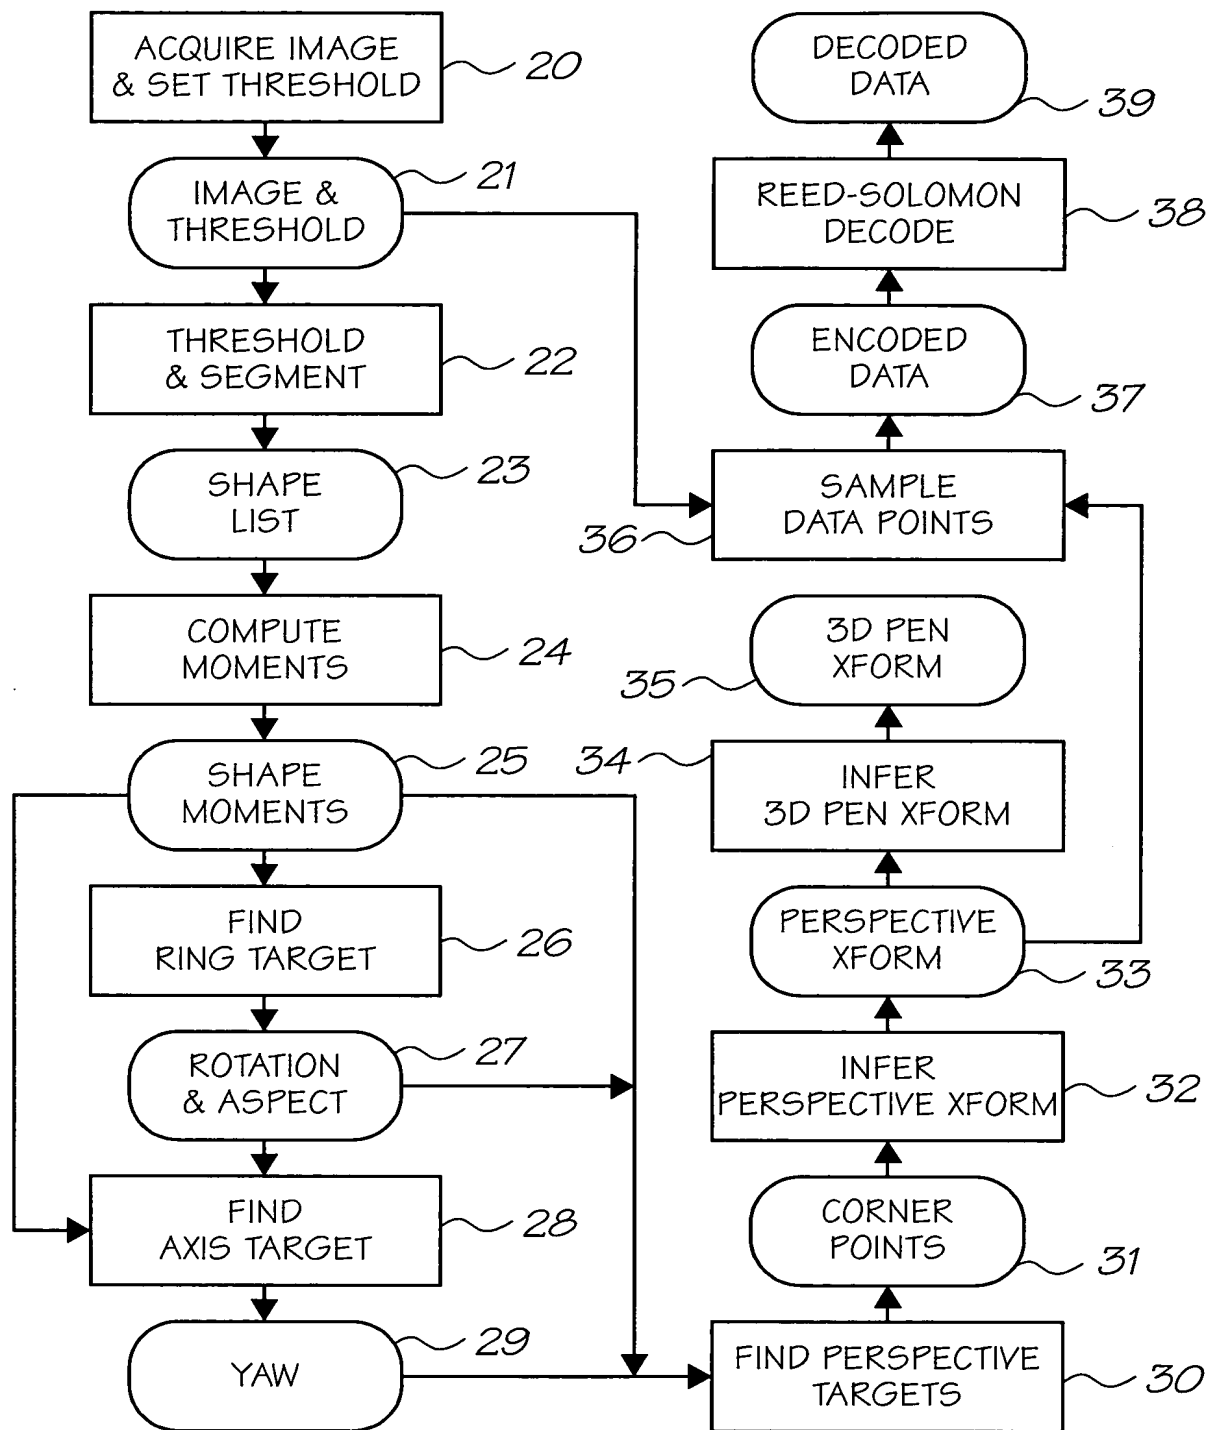 ACQUIRE IMAGE
& SET THRESHOLD
20
IMAGE &
THRESHOLD
21
THRESHOLD
& SEGMENT
22
SHAPE
LIST
23
COMPUTE
MOMENTS
24
SHAPE
MOMENTS
25
FIND
RING TARGET
26
ROTATION
& ASPECT
27
FIND
AXIS TARGET
28
YAW
29
DECODED
DATA
39
REED-SOLOMON
DECODE
38
ENCODED
DATA
37
SAMPLE
DATA POINTS
36
3D PEN
XFORM
35
34
INFER
3D PEN XFORM
PERSPECTIVE
XFORM
33
INFER
PERSPECTIVE XFORM
32
CORNER
POINTS
31
FIND PERSPECTIVE
TARGETS
30